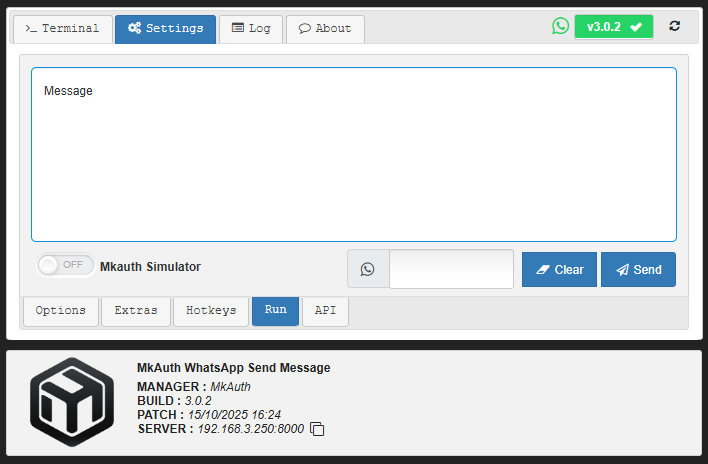 >_ Terminal Settings Log About v3.0.2
Message
OFF Mkauth Simulator Clear Send
Options Extras Hotkeys Run API
MkAuth WhatsApp Send Message
MANAGER : MkAuth
BUILD : 3.0.2
PATCH : 15/10/2025 16:24
SERVER : 192.168.3.250:8000